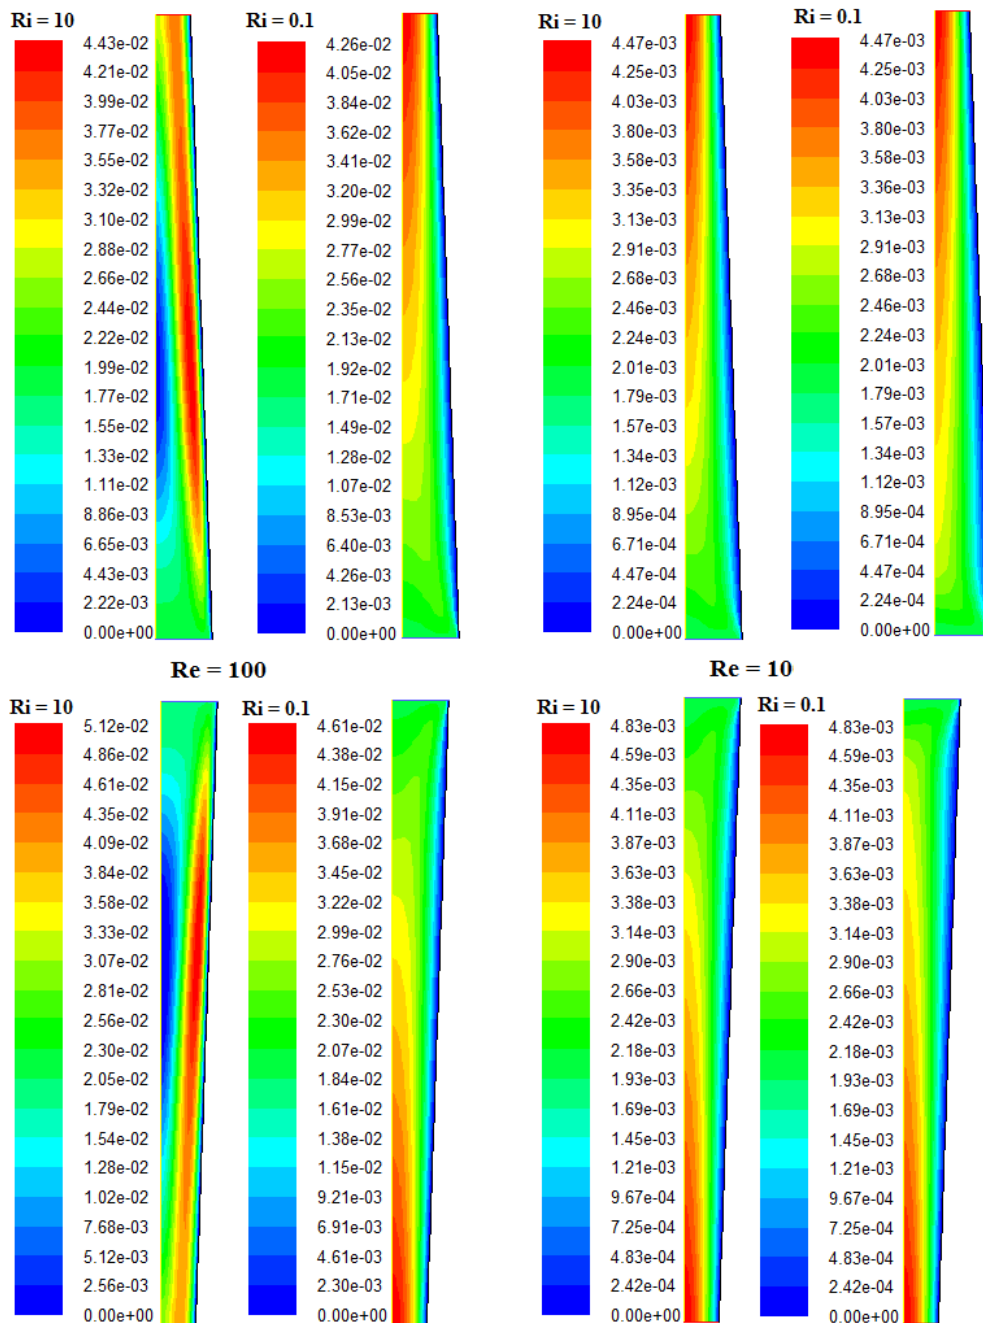 Ri = 10
4.43e-02
4.21e-02
3.99e-02
3.77e-02
3.55e-02
3.32e-02
3.10e-02
2.88e-02
2.66e-02
2.44e-02
2.22e-02
1.99e-02
1.77e-02
1.55e-02
1.33e-02
1.11e-02
8.86e-03
6.65e-03
4.43e-03
2.22e-03
0.00e+00
Ri = 0.1
4.26e-02
4.05e-02
3.84e-02
3.62e-02
3.41e-02
3.20e-02
2.99e-02
2.77e-02
2.56e-02
2.35e-02
2.13e-02
1.92e-02
1.71e-02
1.49e-02
1.28e-02
1.07e-02
8.53e-03
6.40e-03
4.26e-03
2.13e-03
0.00e+00
Ri = 10
4.47e-03
4.25e-03
4.03e-03
3.80e-03
3.58e-03
3.35e-03
3.13e-03
2.91e-03
2.68e-03
2.46e-03
2.24e-03
2.01e-03
1.79e-03
1.57e-03
1.34e-03
1.12e-03
8.95e-04
6.71e-04
4.47e-04
2.24e-04
0.00e+00
Ri = 0.1
4.47e-03
4.25e-03
4.03e-03
3.80e-03
3.58e-03
3.36e-03
3.13e-03
2.91e-03
2.68e-03
2.46e-03
2.24e-03
2.01e-03
1.79e-03
1.57e-03
1.34e-03
1.12e-03
8.95e-04
6.71e-04
4.47e-04
2.24e-04
0.00e+00
Re = 100
Re = 10
Ri = 10
5.12e-02
4.86e-02
4.61e-02
4.35e-02
4.09e-02
3.84e-02
3.58e-02
3.33e-02
3.07e-02
2.81e-02
2.56e-02
2.30e-02
2.05e-02
1.79e-02
1.54e-02
1.28e-02
1.02e-02
7.68e-03
5.12e-03
2.56e-03
0.00e+00
Ri = 0.1
4.61e-02
4.38e-02
4.15e-02
3.91e-02
3.68e-02
3.45e-02
3.22e-02
2.99e-02
2.76e-02
2.53e-02
2.30e-02
2.07e-02
1.84e-02
1.61e-02
1.38e-02
1.15e-02
9.21e-03
6.91e-03
4.61e-03
2.30e-03
0.00e+00
Ri = 10
4.83e-03
4.59e-03
4.35e-03
4.11e-03
3.87e-03
3.63e-03
3.38e-03
3.14e-03
2.90e-03
2.66e-03
2.42e-03
2.18e-03
1.93e-03
1.69e-03
1.45e-03
1.21e-03
9.67e-04
7.25e-04
4.83e-04
2.42e-04
0.00e+00
Ri = 0.1
4.83e-03
4.59e-03
4.35e-03
4.11e-03
3.87e-03
3.63e-03
3.38e-03
3.14e-03
2.90e-03
2.66e-03
2.42e-03
2.18e-03
1.93e-03
1.69e-03
1.45e-03
1.21e-03
9.67e-04
7.25e-04
4.83e-04
2.42e-04
0.00e+00